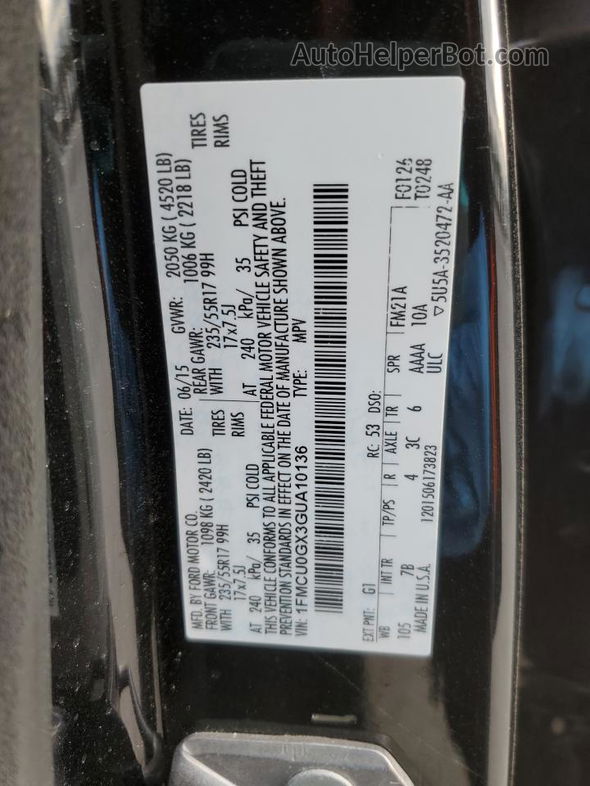 AutoHelperBot.com
MFD. BY FORD MOTOR CO. DATE: 06/15 GVWR: 2050 KG ( 4520 LB)
FRONT GAWR: 1098 KG ( 2420 LB) REAR GAWR: 1006 KG ( 2218 LB)
WITH 235/55R17 99H TIRES WITH 235/55R17 99H TIRES
17x7.5J RIMS 17x7.5J RIMS
AT 240 kPa/ 35 PSI COLD AT 240 kPa/ 35 PSI COLD
THIS VEHICLE CONFORMS TO ALL APPLICABLE FEDERAL MOTOR VEHICLE SAFETY AND THEFT
PREVENTION STANDARDS IN EFFECT ON THE DATE OF MANUFACTURE SHOWN ABOVE.
VIN: 1FMCU0GX3GUA10136 TYPE: MPV
F0126
EXT PNT: G1 RC: 53 DSO: FM21A T0248
WB INT TR TP/PS R AXLE TR SPR
105 7B 4 3C 6 AAAA 10A
MADE IN U.S.A. 1201506173823 ULC ▽5U5A-3520472-AA